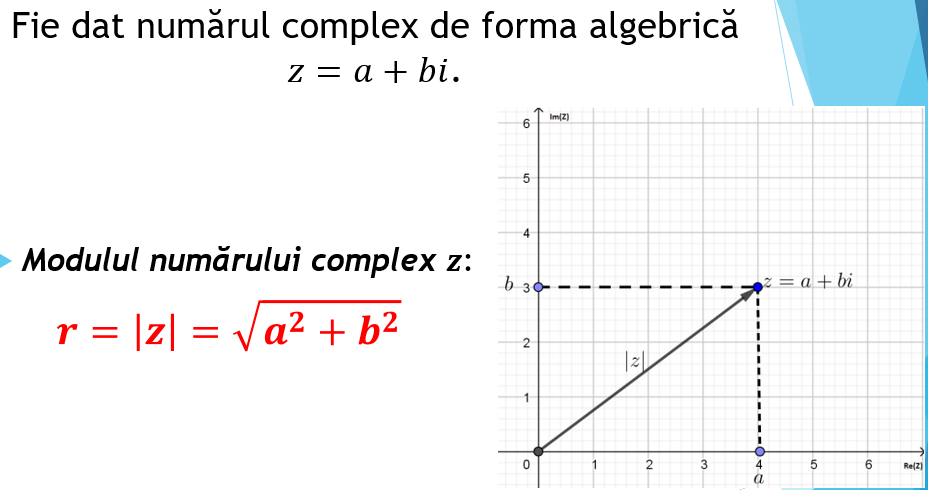 Fie dat numărul complex de forma algebrică
z = a + bi.
Modulul numărului complex z:
r = |z| = √(a² + b²)
Im(Z)
6
5
4
b 3
z = a + bi
2
|z|
1
0 1 2 3 4 5 6 Re(Z)
a